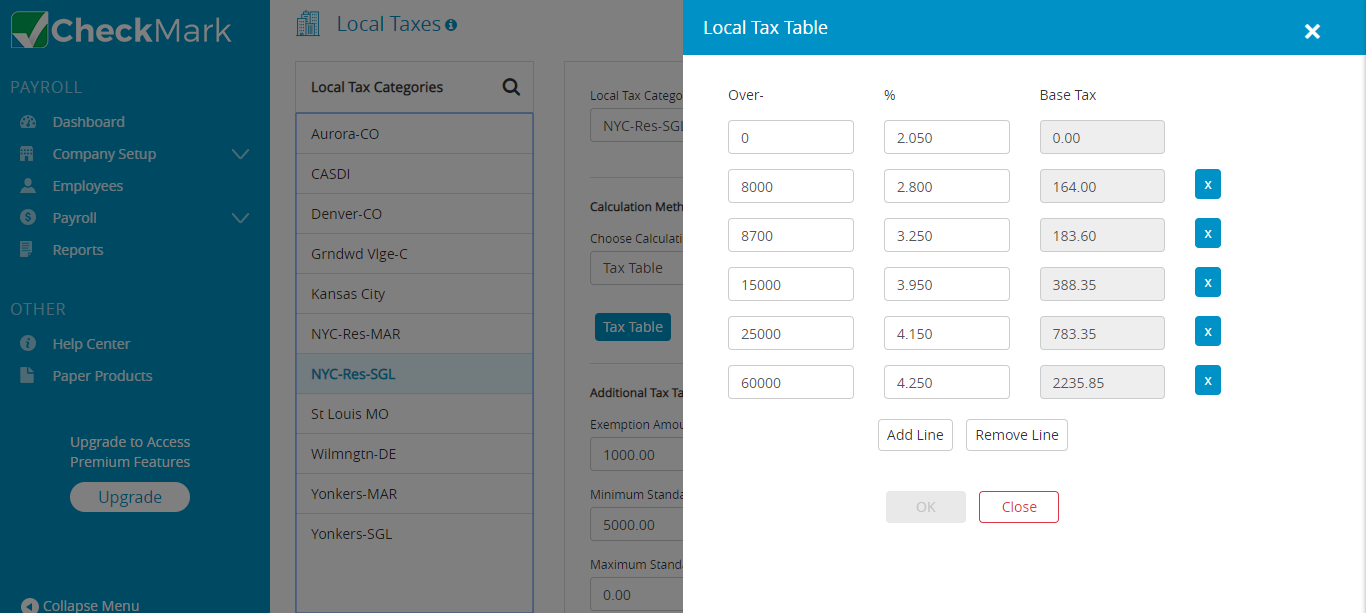 CheckMark
PAYROLL
Dashboard
Company Setup
Employees
Payroll
Reports
OTHER
Help Center
Paper Products
Upgrade to Access
Premium Features
Upgrade
Collapse Menu
Local Taxes
Local Tax Categories
Aurora-CO
CASDI
Denver-CO
Grndwd Vlge-C
Kansas City
NYC-Res-MAR
NYC-Res-SGL
St Louis MO
Wilmngtn-DE
Yonkers-MAR
Yonkers-SGL
Local Tax Catego
NYC-Res-SGL
Calculation Meth
Choose Calculati
Tax Table
Tax Table
Additional Tax Ta
Exemption Amou
1000.00
Minimum Standa
5000.00
Maximum Standa
0.00
Local Tax Table
Over- % Base Tax
0 2.050 0.00
8000 2.800 164.00 x
8700 3.250 183.60 x
15000 3.950 388.35 x
25000 4.150 783.35 x
60000 4.250 2235.85 x
Add Line Remove Line
OK Close